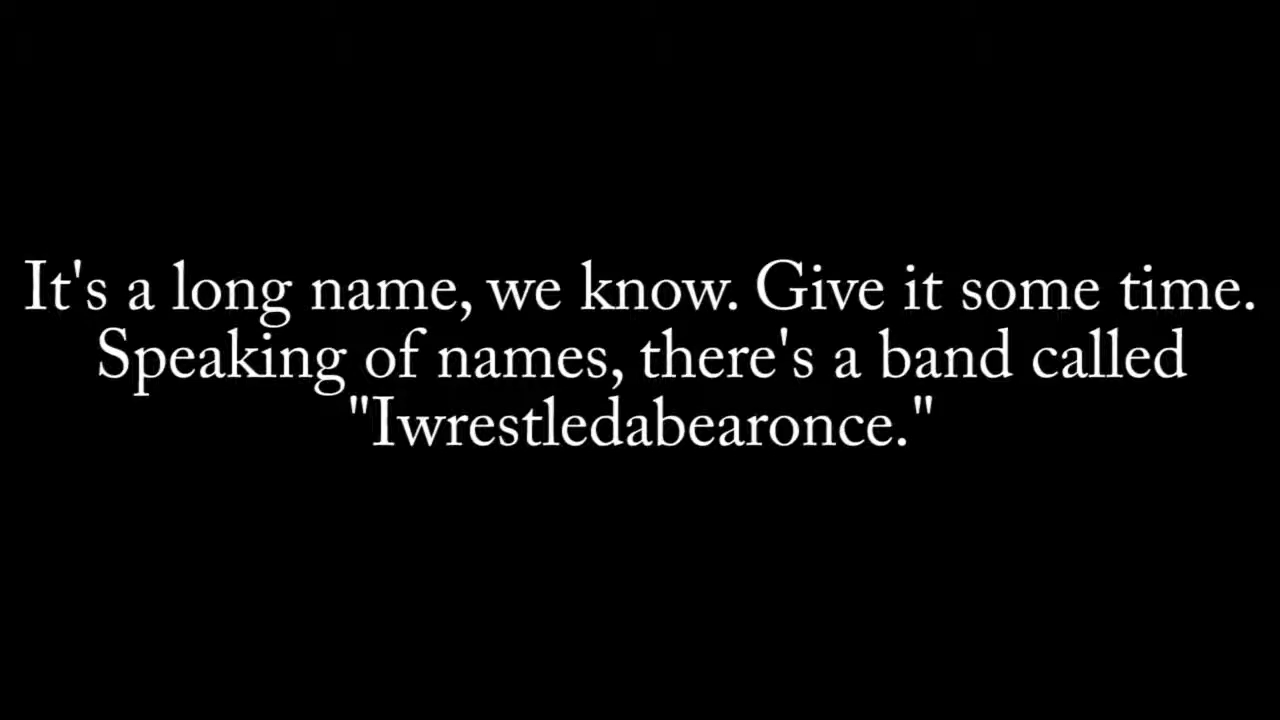 It's a long name, we know. Give it some time.
Speaking of names, there's a band called
"Iwrestledabearonce."